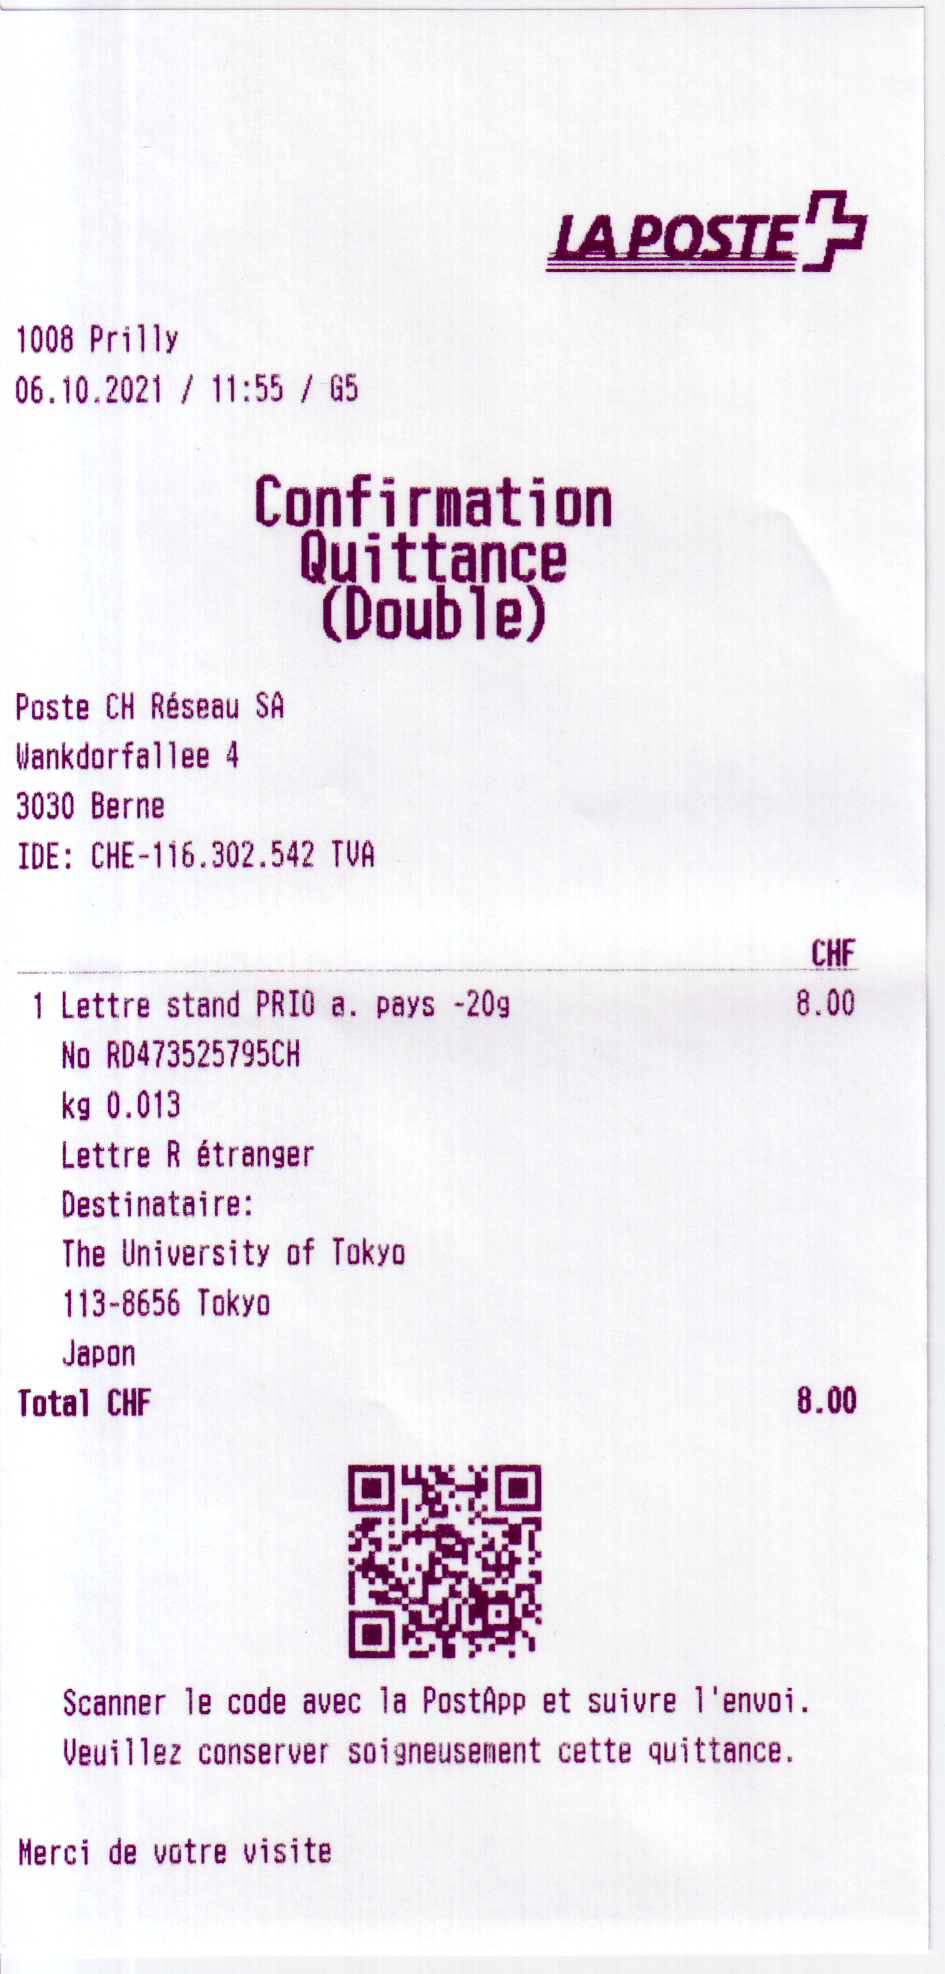 LA POSTE
1008 Prilly
06.10.2021 / 11:55 / G5
Confirmation
Quittance
(Double)
Poste CH Réseau SA
Wankdorfallee 4
3030 Berne
IDE: CHE-116.302.542 TVA
CHF
1 Lettre stand PRIO a. pays -20g 8.00
No RD473525795CH
kg 0.013
Lettre R étranger
Destinataire:
The University of Tokyo
113-8656 Tokyo
Japon
Total CHF 8.00
Scanner le code avec la PostApp et suivre l'envoi.
Veuillez conserver soigneusement cette quittance.
Merci de votre visite